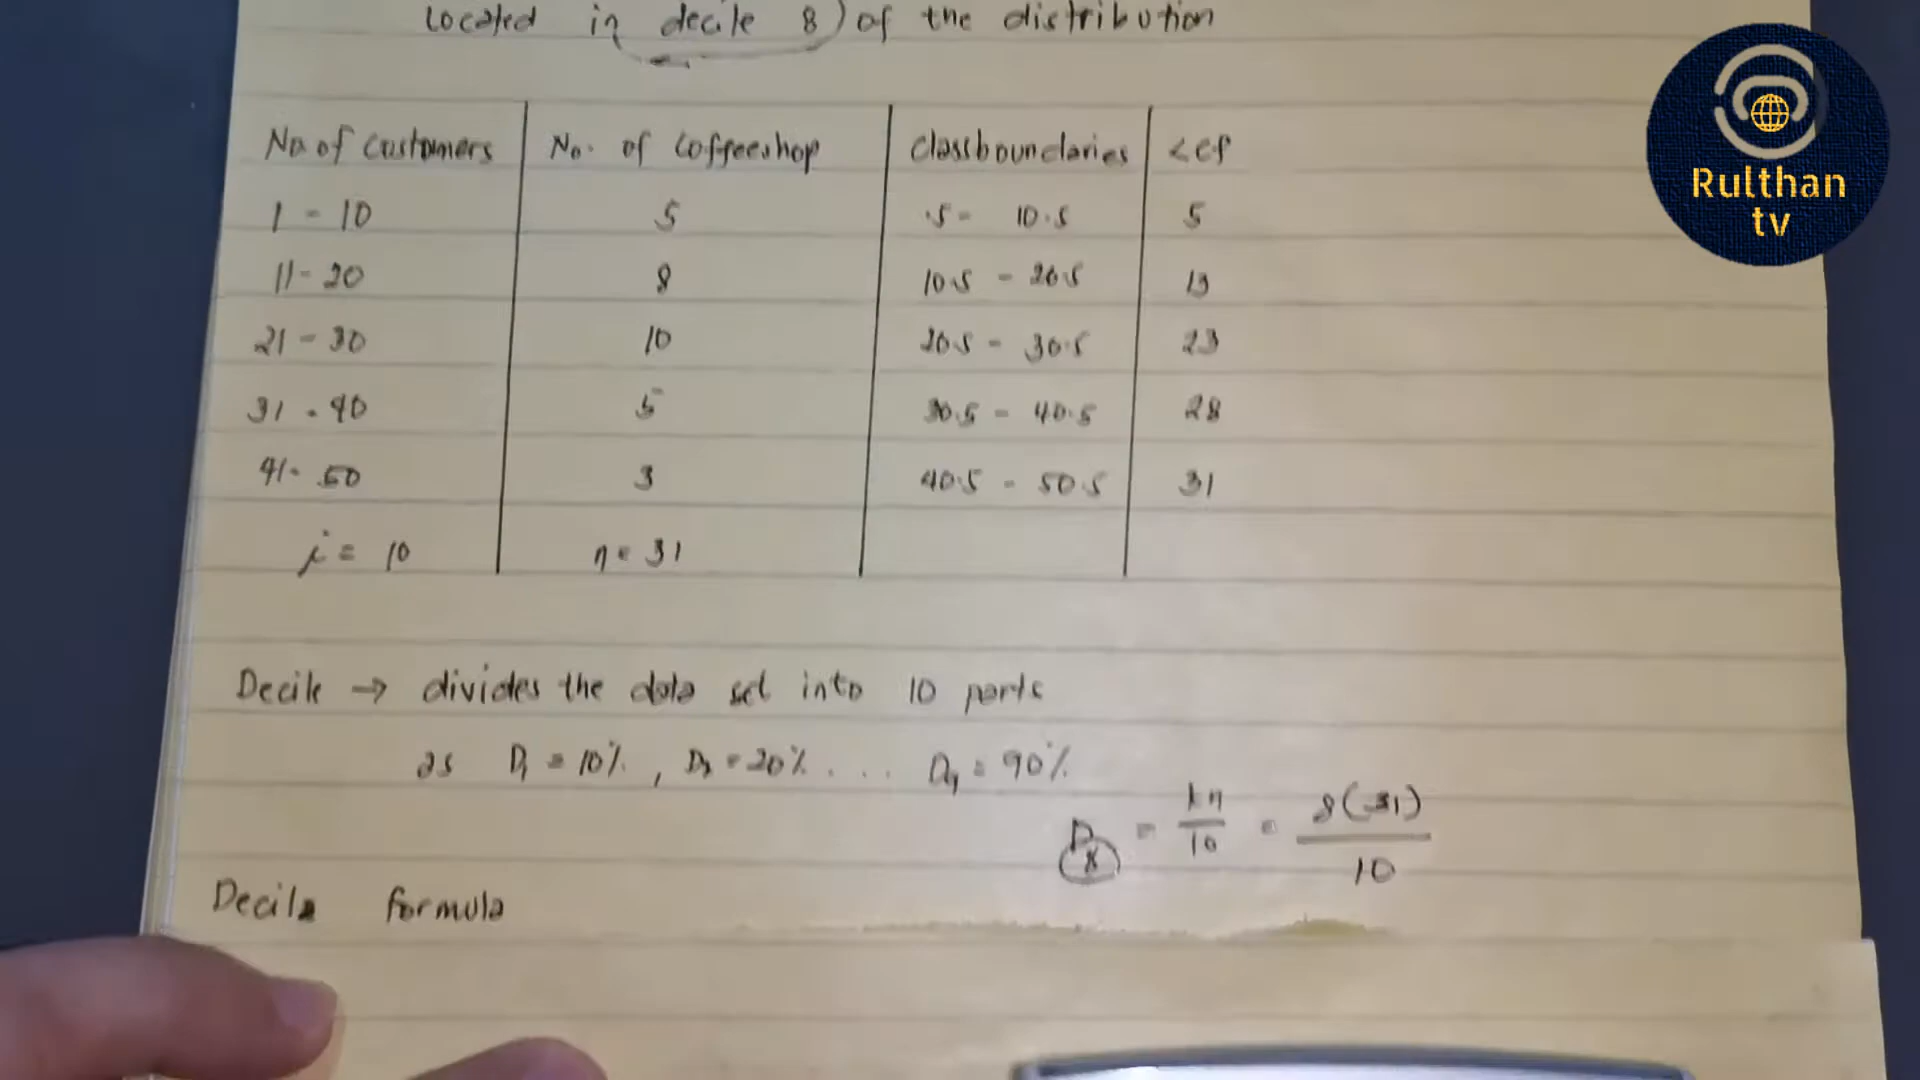 Located in decile 8) of the distribution
No. of customers No. of coffeeshop Classboundaries <cf
1 - 10 5 .5 - 10.5 5
11 - 20 8 10.5 - 20.5 13
21 - 30 10 20.5 - 30.5 23
31 - 40 5 30.5 - 40.5 28
41 - 50 3 40.5 - 50.5 31
i = 10 n = 31
Decile → divides the data set into 10 parts
as D1 = 10%, D2 = 20% .... D9 = 90%
D8 = kn/10 = 8(31)/10
Decile formula
Rulthan
tv